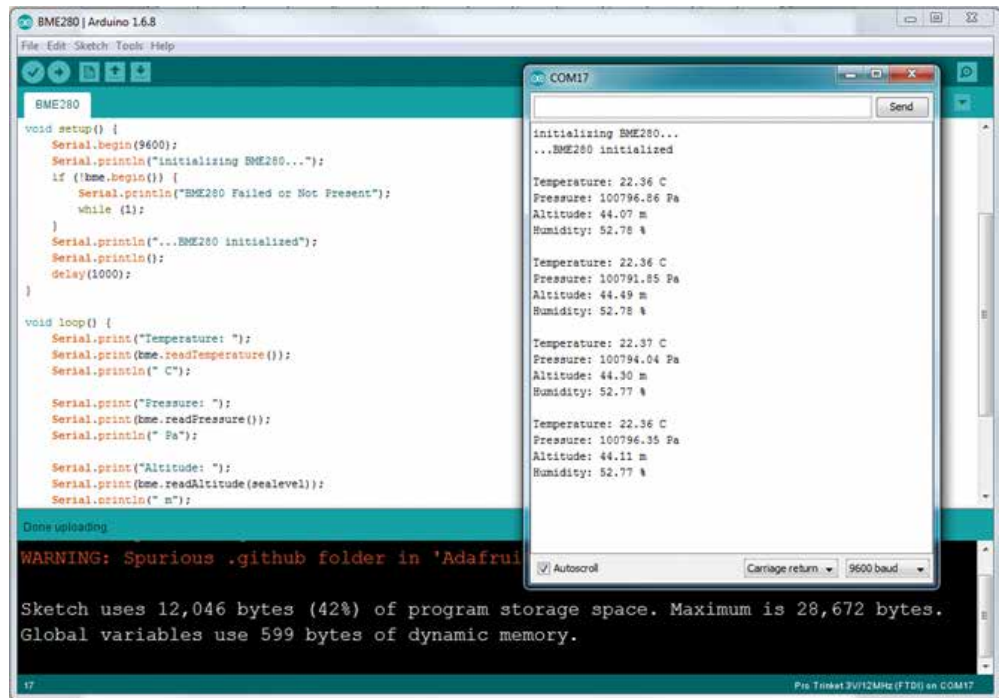 BME280 | Arduino 1.6.8
File Edit Sketch Tools Help
BME280
void setup() {
Serial.begin(9600);
Serial.println("initializing BME280...");
if (!bme.begin()) {
Serial.println("BME280 Failed or Not Present");
while (1);
}
Serial.println("...BME280 initialized");
Serial.println();
delay(1000);
}
void loop() {
Serial.print("Temperature: ");
Serial.print(bme.readTemperature());
Serial.println(" C");
Serial.print("Pressure: ");
Serial.print(bme.readPressure());
Serial.println(" Pa");
Serial.print("Altitude: ");
Serial.print(bme.readAltitude(sealevel));
Serial.println(" m");
COM17
Send
initializing BME280...
...BME280 initialized
Temperature: 22.36 C
Pressure: 100796.86 Pa
Altitude: 44.07 m
Humidity: 52.78 %
Temperature: 22.36 C
Pressure: 100791.85 Pa
Altitude: 44.49 m
Humidity: 52.78 %
Temperature: 22.37 C
Pressure: 100794.04 Pa
Altitude: 44.30 m
Humidity: 52.77 %
Temperature: 22.36 C
Pressure: 100796.35 Pa
Altitude: 44.11 m
Humidity: 52.77 %
Autoscroll
Carriage return
9600 baud
Done uploading.
WARNING: Spurious .github folder in 'Adafrui
Sketch uses 12,046 bytes (42%) of program storage space. Maximum is 28,672 bytes.
Global variables use 599 bytes of dynamic memory.
17
Pro Trinket 3V/12MHz (FTDI) on COM17